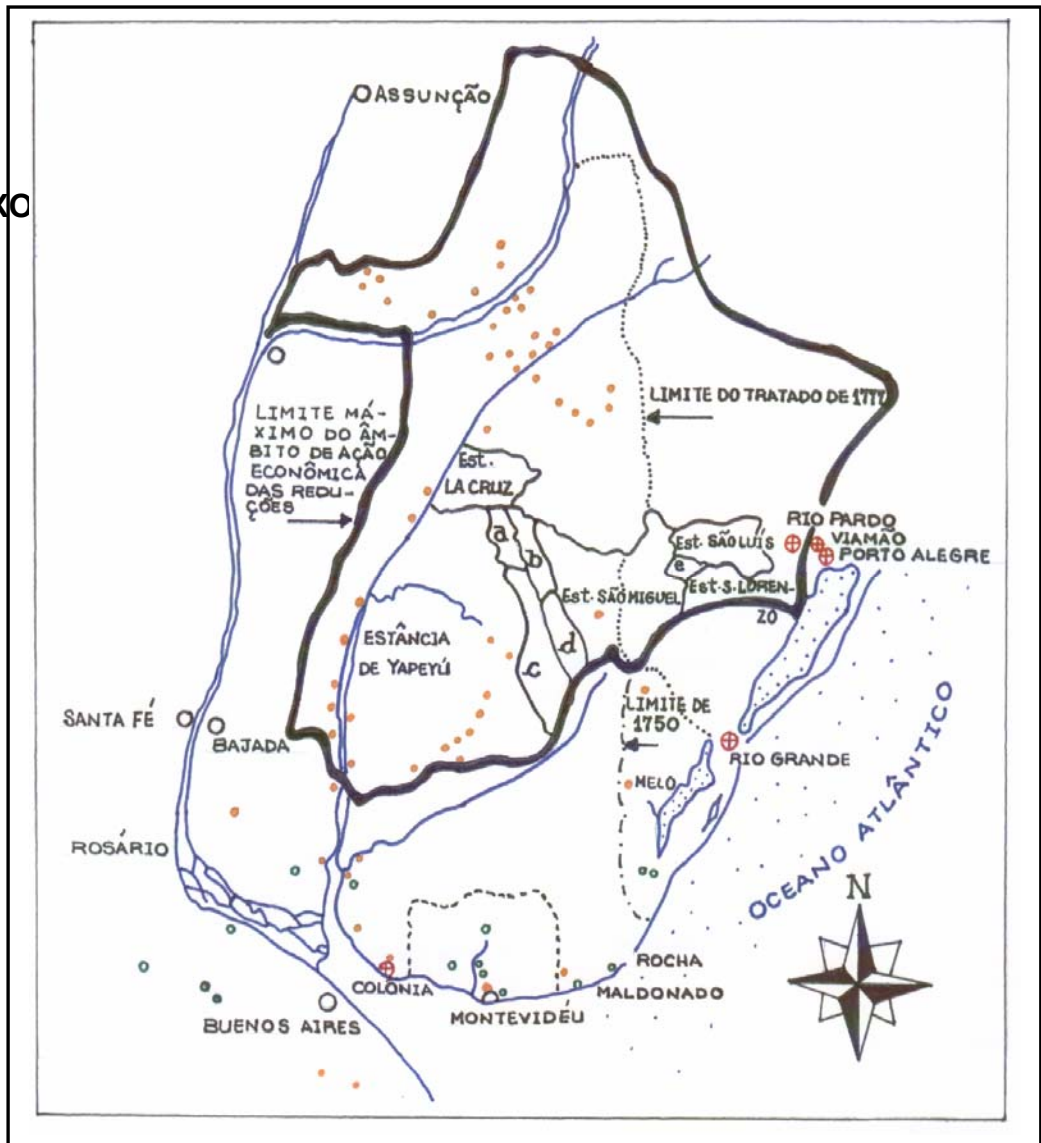 ASSUNÇÃO
XO
LIMITE DO TRATADO DE 1777
LIMITE MÁ-
XIMO DO ÂM-
BITO DE AÇÃO
ECONÔMICA
DAS REDU-
ÇÕES
Est.
LA CRUZ
RIO PARDO
VIAMÃO
PORTO ALEGRE
a
b
Est. SÃO LUÍS
e
Est. SÃO MIGUEL
Est. S. LOREN-
ZO
ESTÂNCIA
DE YAPEYÚ
c
d
LIMITE DE
1750
SANTA FÉ
BAJADA
RIO GRANDE
MELO
OCEANO ATLÂNTICO
ROSÁRIO
N
ROCHA
COLÔNIA
MALDONADO
MONTEVIDÉU
BUENOS AIRES